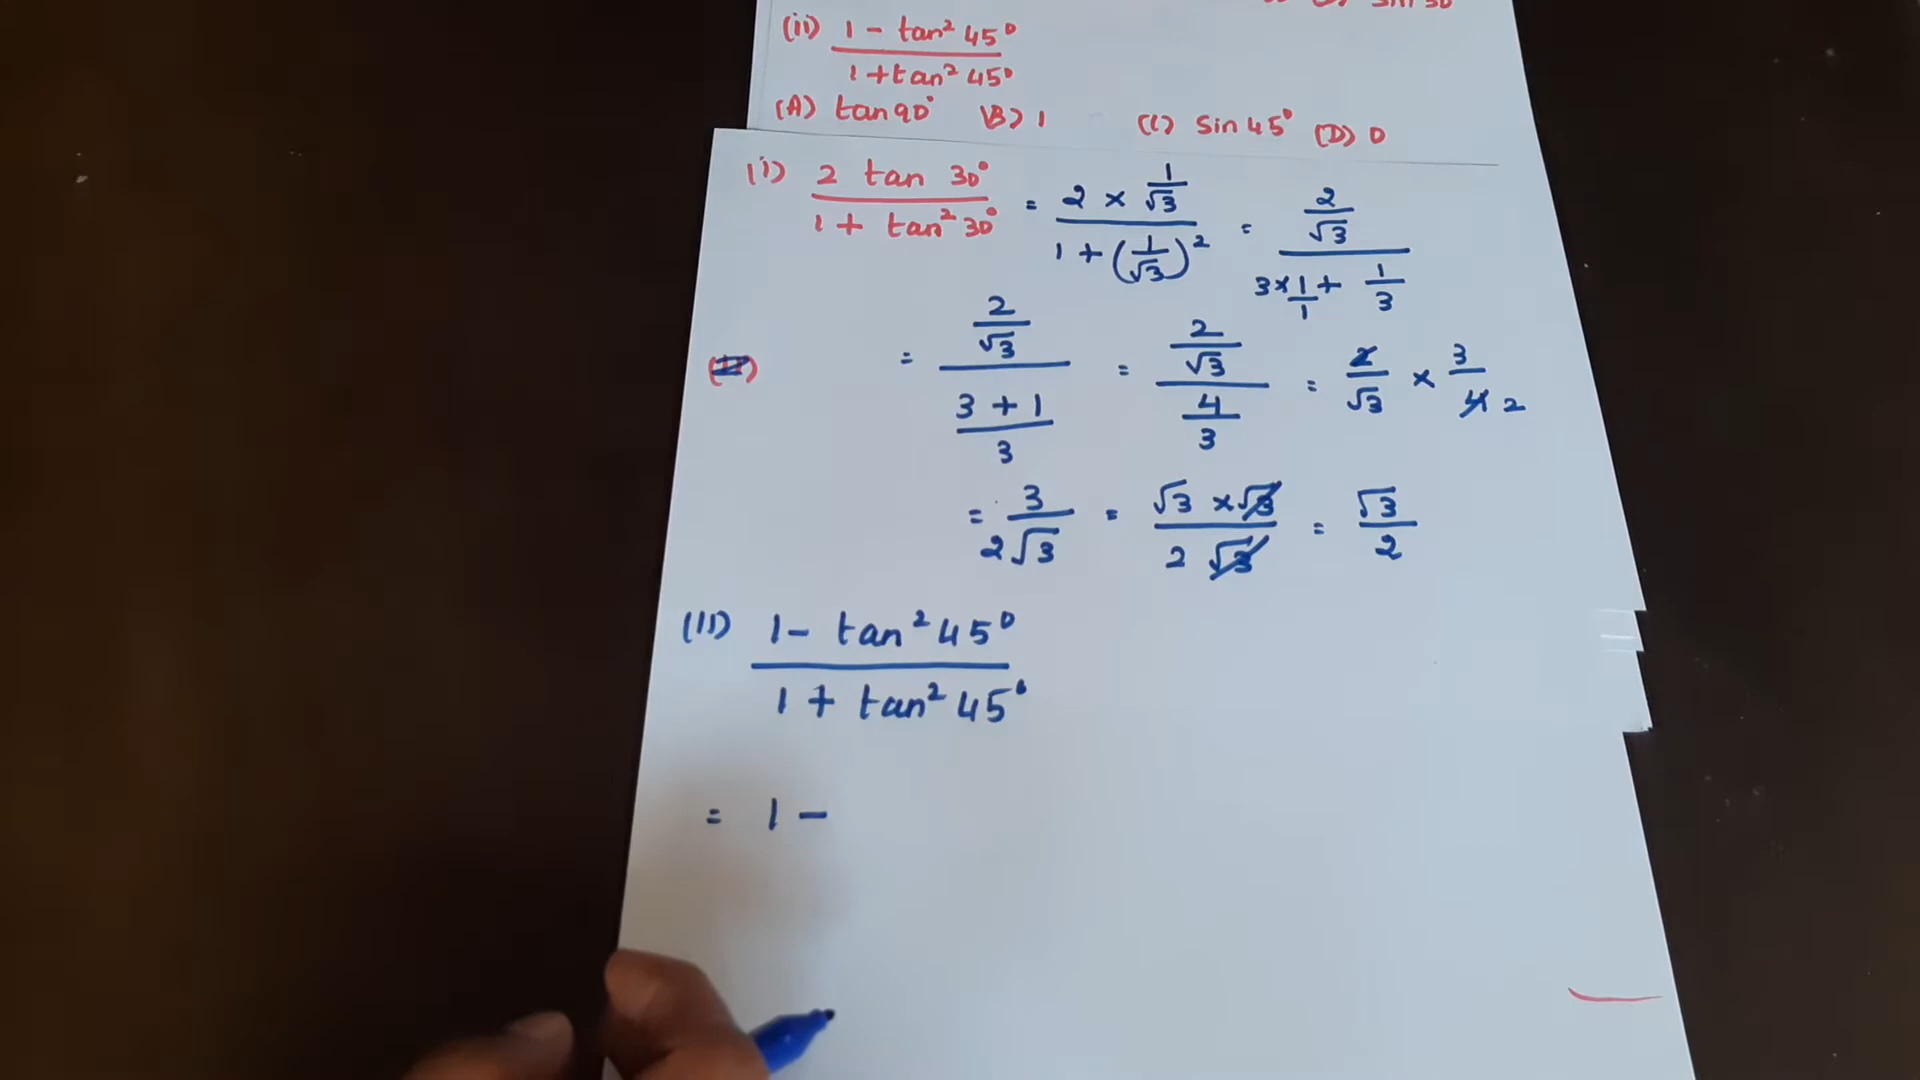 (ii) 1 - tan² 45°
1 + tan² 45°
(A) tan 90° (B) 1 (C) sin 45° (D) 0
(i) 2 tan 30° = 2 × 1/√3 = 2/√3
1 + tan² 30° 1 + (1/√3)² 3×1/1 + 1/3
= 2/√3 = 2/√3 = 2/√3 × 3/4 2
3 + 1 4
3 3
= 3/2√3 = √3 × √3 / 2 √3 = √3/2
(II) 1 - tan² 45°
1 + tan² 45°
= 1 -